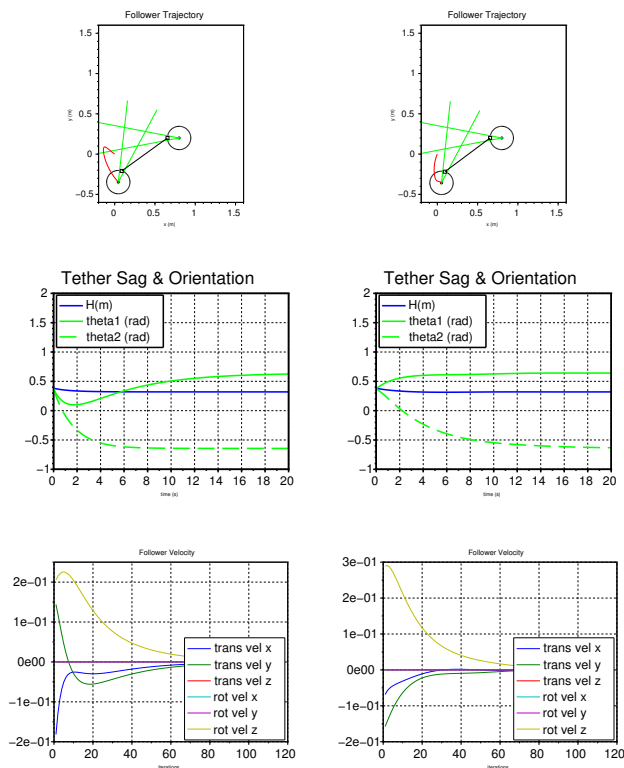 Follower Trajectory
1.5
1
0.5
0
−0.5
0
0.5
1
1.5
y (m)
x (m)
Follower Trajectory
1.5
1
0.5
0
−0.5
0
0.5
1
1.5
y (m)
x (m)
Tether Sag & Orientation
2
1.5
1
0.5
0
−0.5
−1
H(m)
theta1 (rad)
theta2 (rad)
0 2 4 6 8 10 12 14 16 18 20
time (s)
Tether Sag & Orientation
2
1.5
1
0.5
0
−0.5
−1
H(m)
theta1 (rad)
theta2 (rad)
0 2 4 6 8 10 12 14 16 18 20
time (s)
Follower Velocity
2e−01
1e−01
0e00
−1e−01
−2e−01
trans vel x
trans vel y
trans vel z
rot vel x
rot vel y
rot vel z
0 20 40 60 80 100 120
iterations
Follower Velocity
3e−01
2e−01
1e−01
0e00
−1e−01
−2e−01
trans vel x
trans vel y
trans vel z
rot vel x
rot vel y
rot vel z
0 20 40 60 80 100 120
iterations